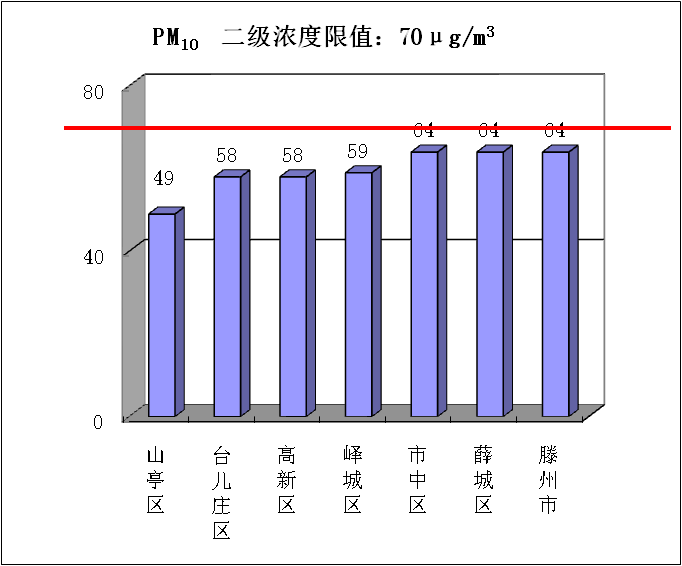 PM10 二级浓度限值：70μg/m³
80
40
0
49
58
58
59
64
64
64
山亭区
台儿庄区
高新区
峄城区
市中区
薛城区
滕州市